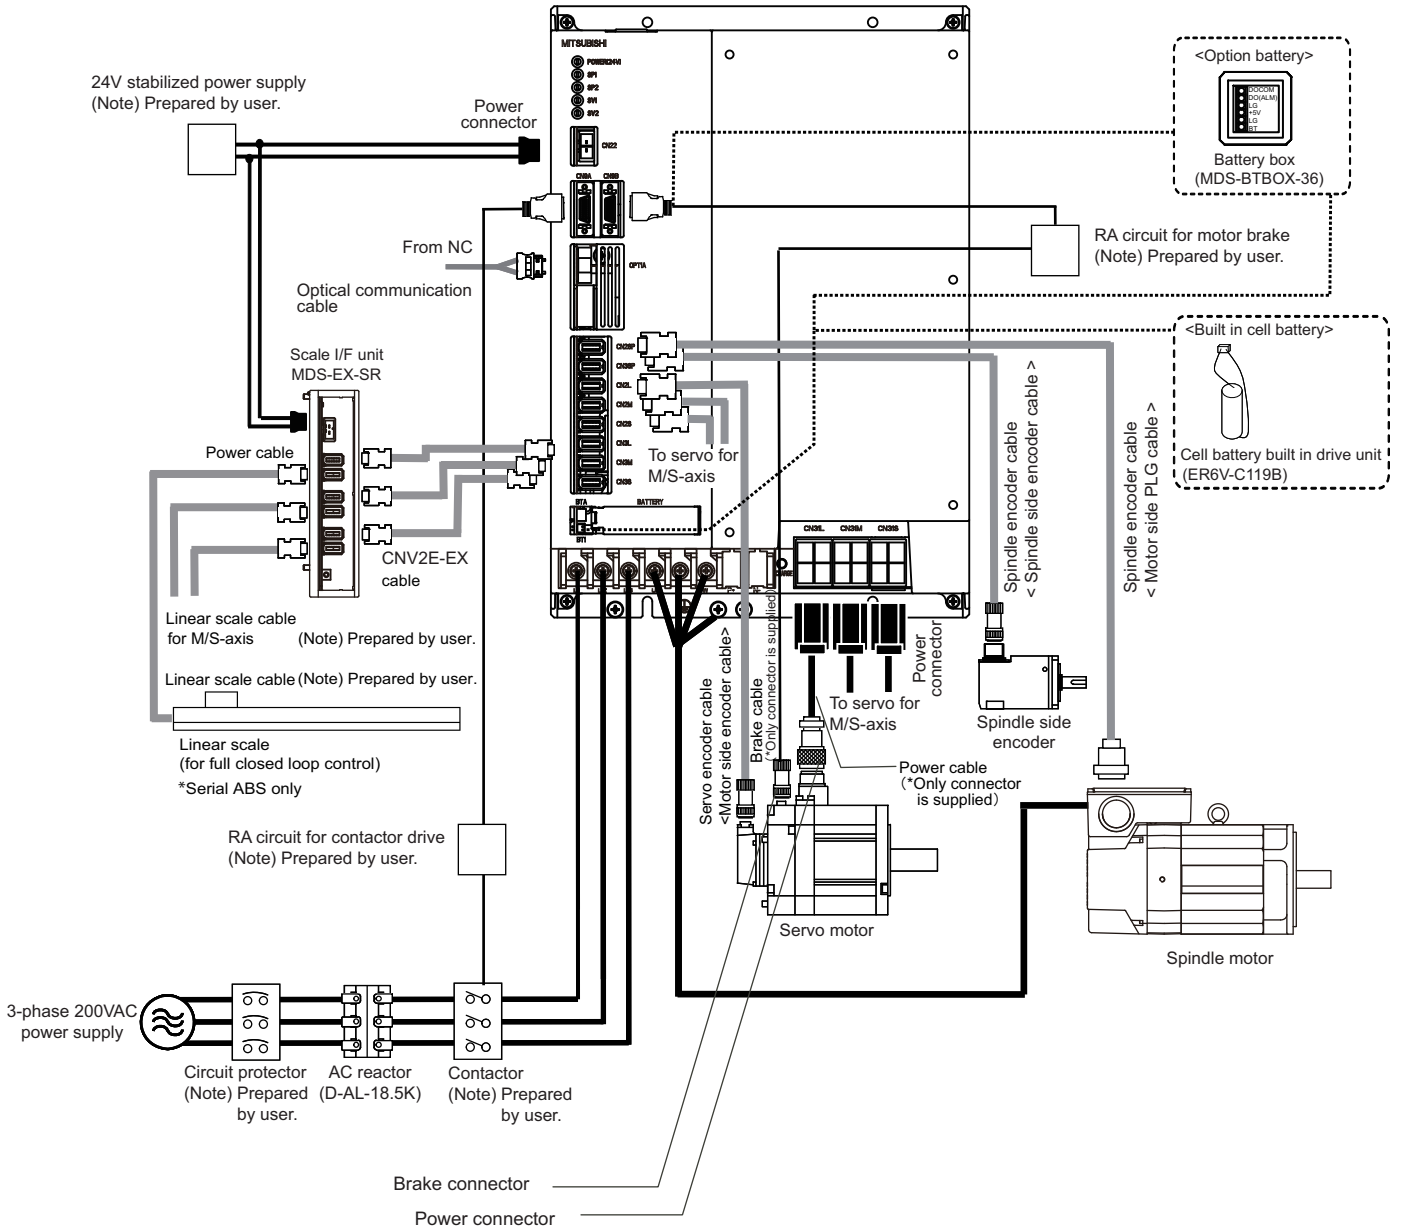 MITSUBISHI
POWER(24V)
SP1
SP2
SV1
SV2
24V stabilized power supply
(Note) Prepared by user.
Power
connector
CN22
CN9A
CN9B
<Option battery>
DOCOM
DO(ALM)
LG
+5V
LG
BT
Battery box
(MDS-BTBOX-36)
From NC
OPT1A
RA circuit for motor brake
(Note) Prepared by user.
Optical communication
cable
<Built in cell battery>
Cell battery built in drive unit
(ER6V-C119B)
Scale I/F unit
MDS-EX-SR
CN2SP
CN3SP
CN2L
CN2M
CN2S
CN3L
CN3M
CN3S
Power cable
To servo for
M/S-axis
CNV2E-EX
cable
BTA
BATTERY
BT1
CN31L
CN31M
CN31S
CHARGE
Spindle encoder cable
< Spindle side encoder cable >
Spindle encoder cable
< Motor side PLG cable >
Linear scale cable
for M/S-axis
(Note) Prepared by user.
Linear scale cable (Note) Prepared by user.
Linear scale
(for full closed loop control)
*Serial ABS only
Servo encoder cable
<Motor side encoder cable>
Brake cable
(*Only connector is supplied)
Power
connector
To servo for
M/S-axis
Spindle side
encoder
Power cable
(*Only connector
is supplied)
RA circuit for contactor drive
(Note) Prepared by user.
Servo motor
Spindle motor
3-phase 200VAC
power supply
Circuit protector
(Note) Prepared
by user.
AC reactor
(D-AL-18.5K)
Contactor
(Note) Prepared
by user.
Brake connector
Power connector